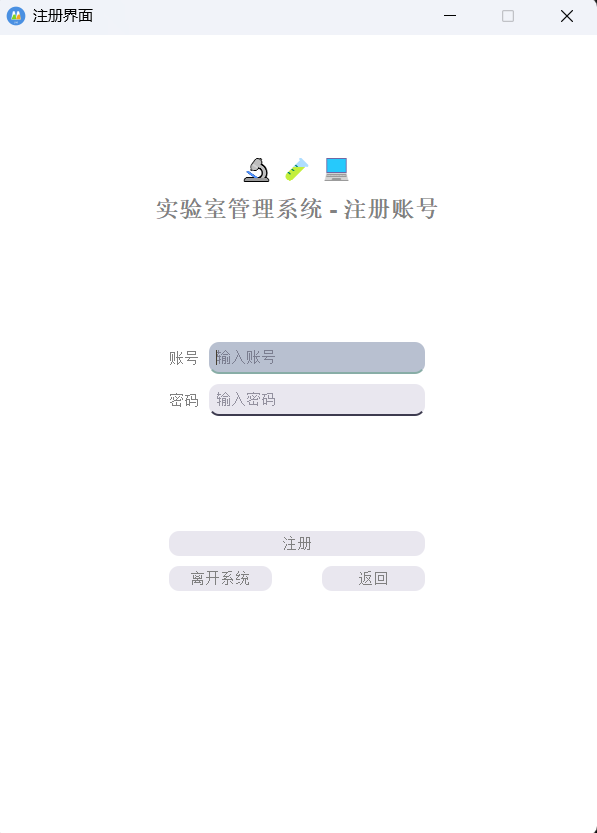 注册界面
实验室管理系统 - 注册账号
账号 输入账号
密码 输入密码
注册
离开系统 返回